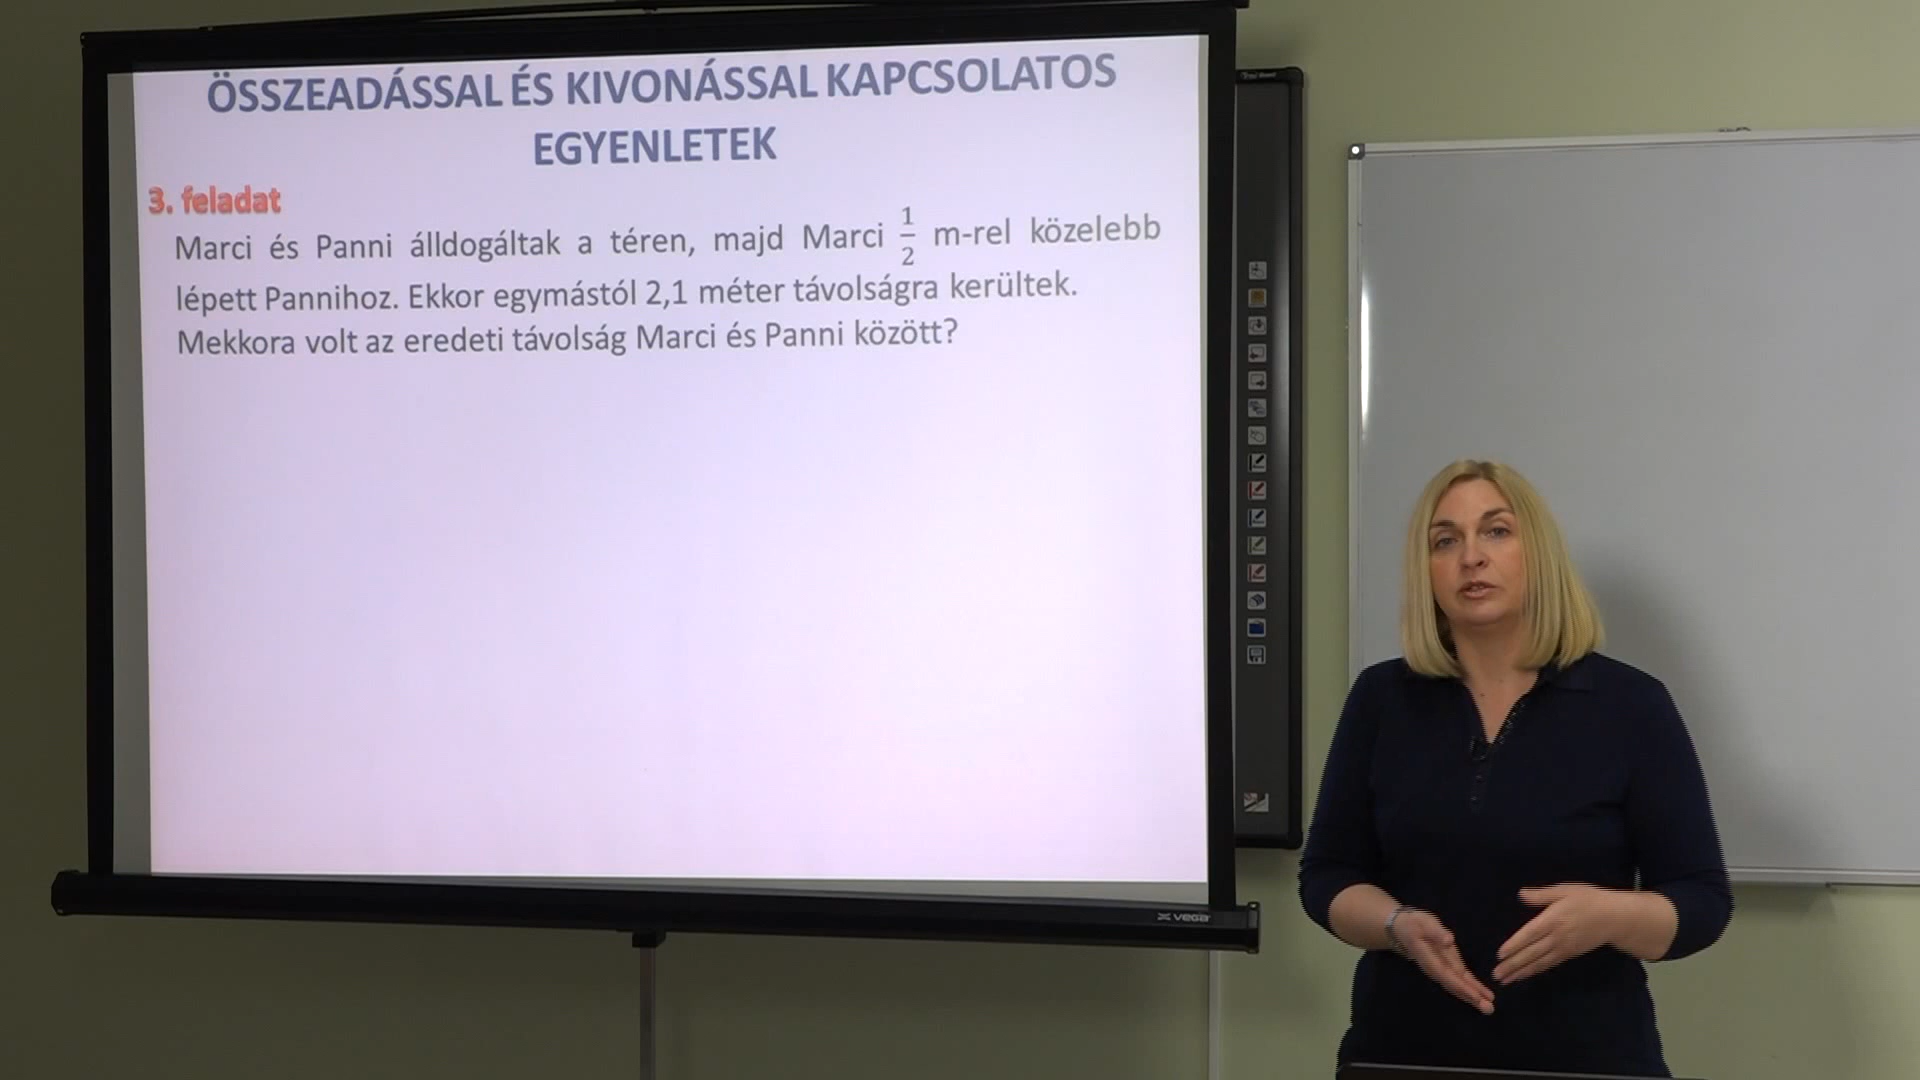 ÖSSZEADÁSSAL ÉS KIVONÁSSAL KAPCSOLATOS
EGYENLETEK
3. feladat
Marci és Panni álldogáltak a téren, majd Marci 1/2 m-rel közelebb
lépett Pannihoz. Ekkor egymástól 2,1 méter távolságra kerültek.
Mekkora volt az eredeti távolság Marci és Panni között?
VEGA